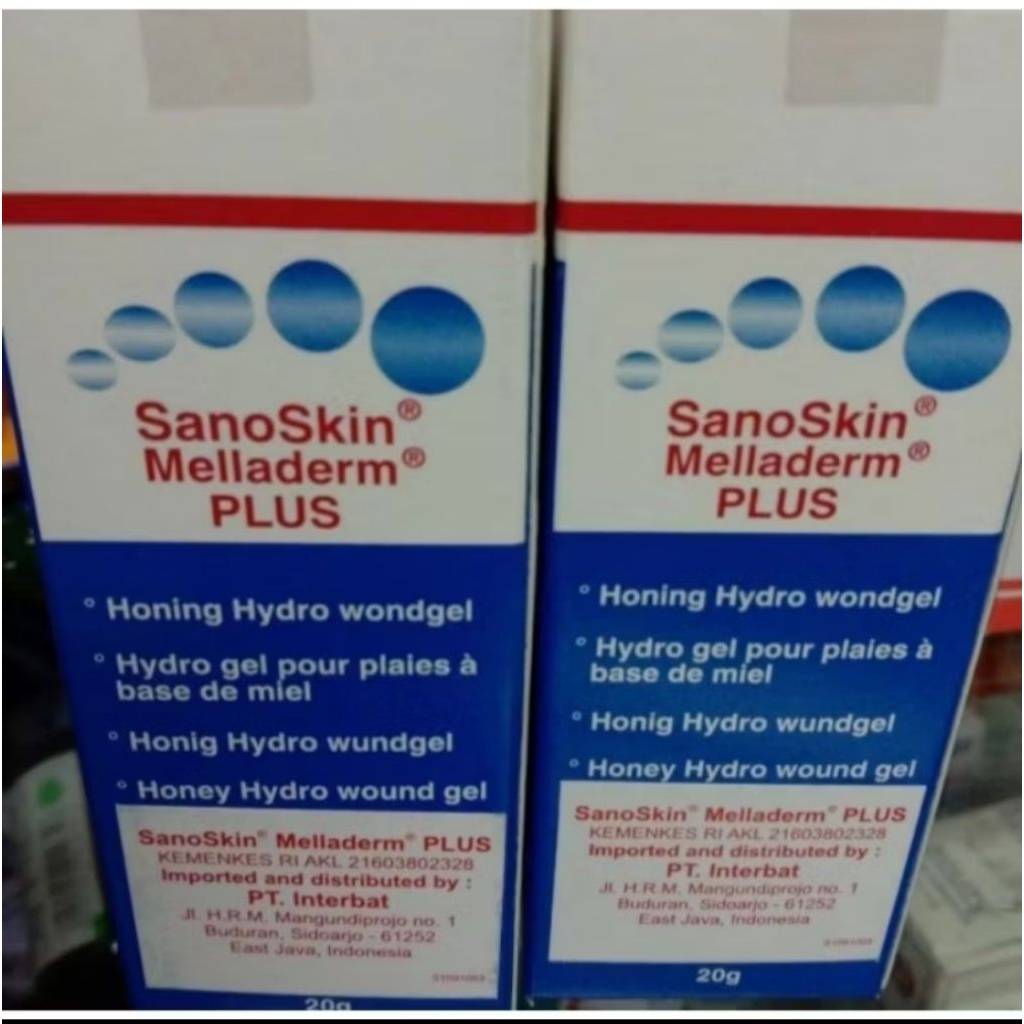 SanoSkin®
Melladerm®
PLUS
° Honing Hydro wondgel
° Hydro gel pour plaies à
base de miel
° Honig Hydro wundgel
° Honey Hydro wound gel
SanoSkin® Melladerm® PLUS
KEMENKES RI AKL 21603802328
Imported and distributed by :
PT. Interbat
Jl. H.R.M. Mangundiprojo no. 1
Buduran, Sidoarjo - 61252
East Java, Indonesia
20g
SanoSkin®
Melladerm®
PLUS
° Honing Hydro wondgel
° Hydro gel pour plaies à
base de miel
° Honig Hydro wundgel
° Honey Hydro wound gel
SanoSkin® Melladerm® PLUS
KEMENKES RI AKL 21603802328
Imported and distributed by :
PT. Interbat
Jl. H.R.M. Mangundiprojo no. 1
Buduran, Sidoarjo - 61252
East Java, Indonesia
20g